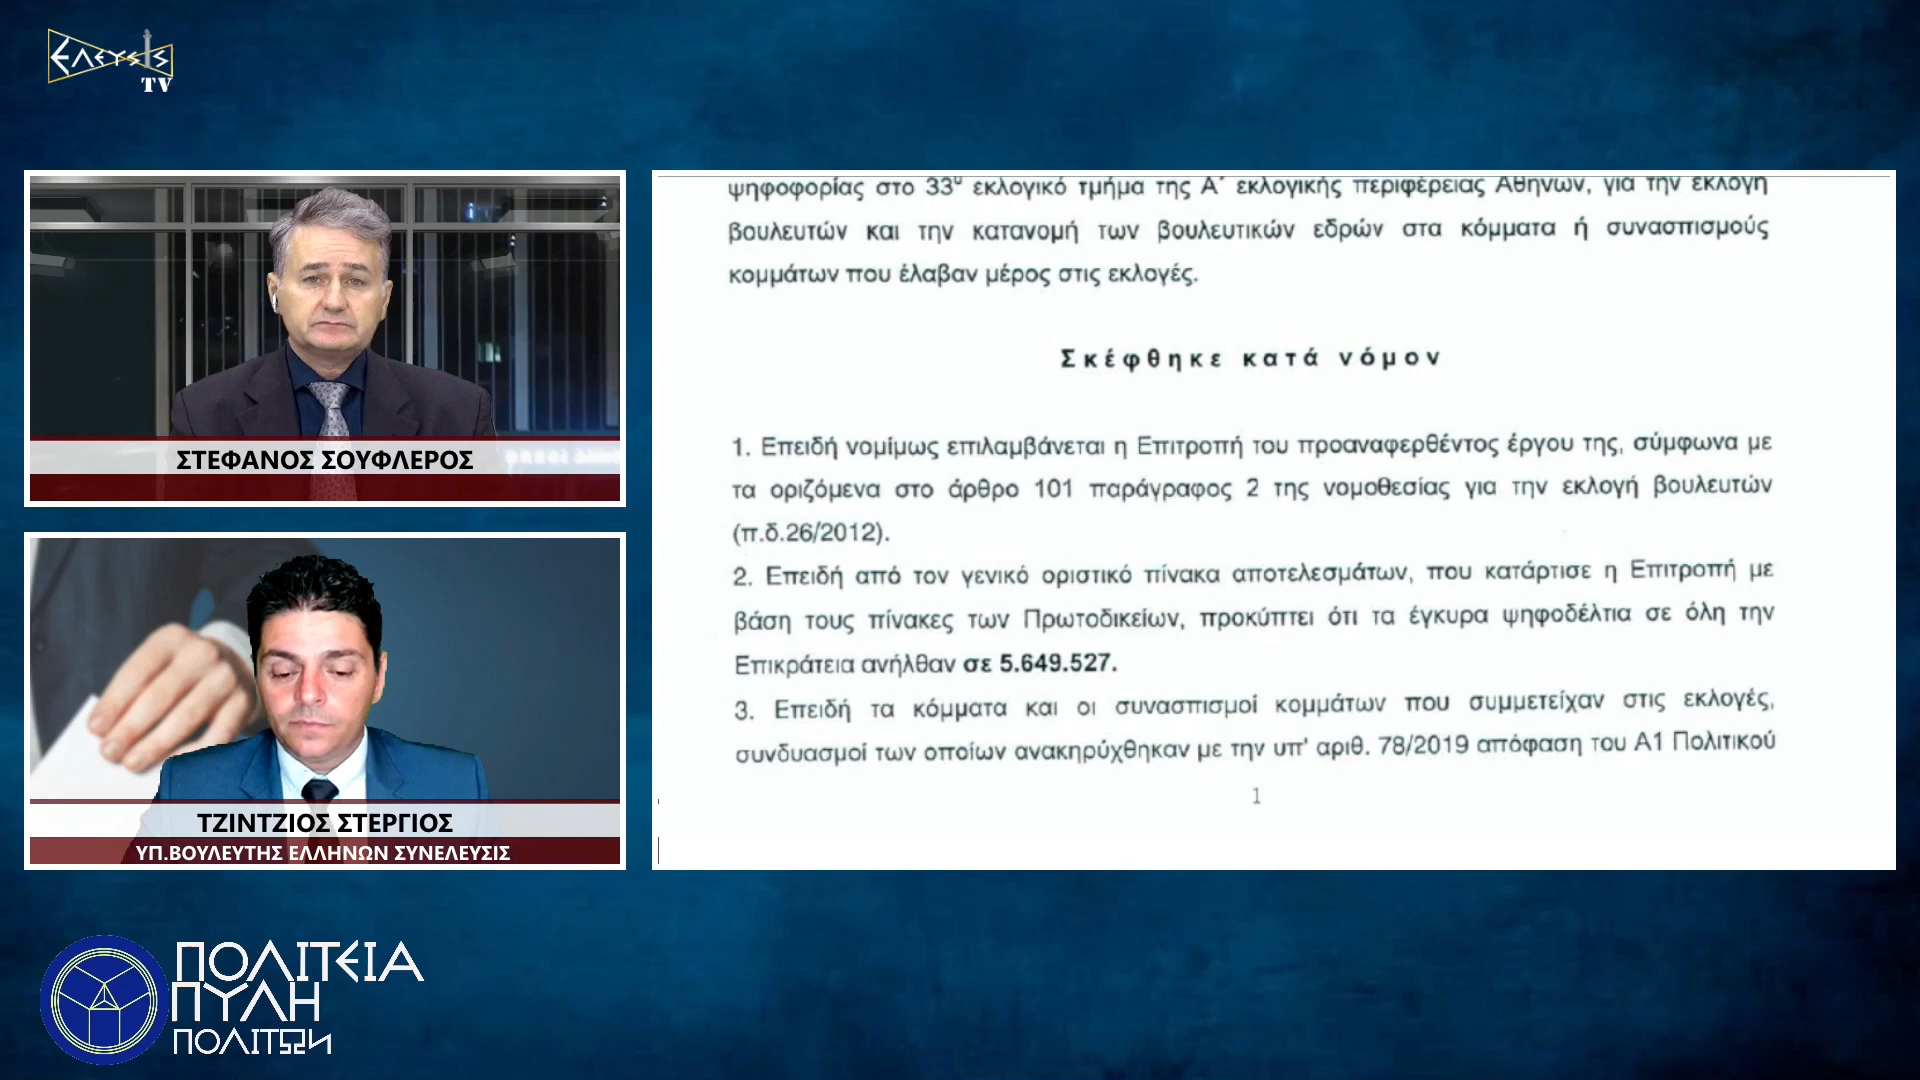 ΕΛΕΥSIS
TV
ΣΤΕΦΑΝΟΣ ΣΟΥΦΛΕΡΟΣ
ΤΖΙΝΤΖΙΟΣ ΣΤΕΡΓΙΟΣ
ΥΠ.ΒΟΥΛΕΥΤΗΣ ΕΛΛΗΝΩΝ ΣΥΝΕΛΕΥΣΙΣ
ψηφοφορίας στο 33º εκλογικό τμήμα της Α΄ εκλογικής περιφέρειας Αθηνών, για την εκλογή
βουλευτών και την κατανομή των βουλευτικών εδρών στα κόμματα ή συνασπισμούς
κομμάτων που έλαβαν μέρος στις εκλογές.
Σκέφθηκε κατά νόμον
1. Επειδή νομίμως επιλαμβάνεται η Επιτροπή του προαναφερθέντος έργου της, σύμφωνα με
τα οριζόμενα στο άρθρο 101 παράγραφος 2 της νομοθεσίας για την εκλογή βουλευτών
(π.δ.26/2012).
2. Επειδή από τον γενικό οριστικό πίνακα αποτελεσμάτων, που κατάρτισε η Επιτροπή με
βάση τους πίνακες των Πρωτοδικείων, προκύπτει ότι τα έγκυρα ψηφοδέλτια σε όλη την
Επικράτεια ανήλθαν σε 5.649.527.
3. Επειδή τα κόμματα και οι συνασπισμοί κομμάτων που συμμετείχαν στις εκλογές,
συνδυασμοί των οποίων ανακηρύχθηκαν με την υπ' αριθ. 78/2019 απόφαση του Α1 Πολιτικού
1
ΠΟΛΙΤΕΙΑ
ΠΥΛΗ
ΠΟΛΙΤΩΝ